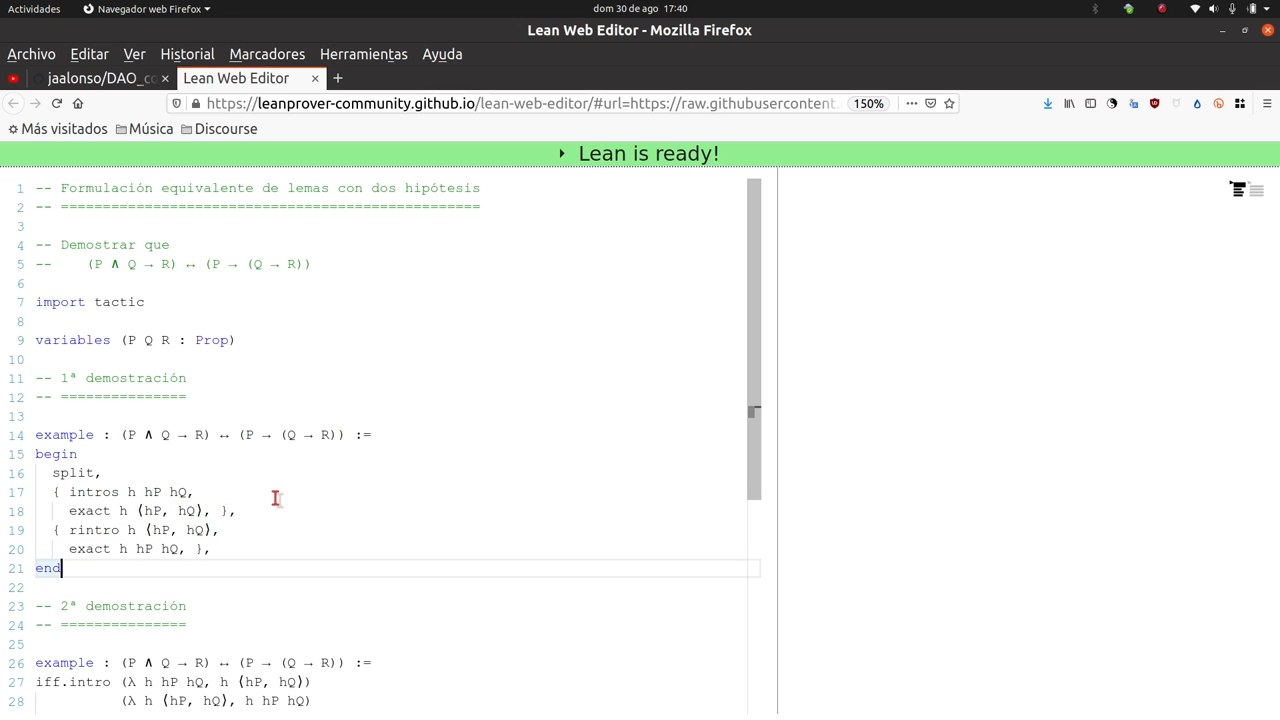 Actividades Navegador web Firefox dom 30 de ago 17:40
Lean Web Editor - Mozilla Firefox
Archivo Editar Ver Historial Marcadores Herramientas Ayuda
jaalonso/DAO_co Lean Web Editor
https://leanprover-community.github.io/lean-web-editor/#url=https://raw.githubusercontent. 150%
Más visitados Música Discourse
Lean is ready!
1 -- Formulación equivalente de lemas con dos hipótesis
2 -- ==================================================
3
4 -- Demostrar que
5 --    (P ∧ Q → R) ↔ (P → (Q → R))
6
7 import tactic
8
9 variables (P Q R : Prop)
10
11 -- 1ª demostración
12 -- ===============
13
14 example : (P ∧ Q → R) ↔ (P → (Q → R)) :=
15 begin
16   split,
17   { intros h hP hQ,
18     exact h ⟨hP, hQ⟩, },
19   { rintro h ⟨hP, hQ⟩,
20     exact h hP hQ, },
21 end
22
23 -- 2ª demostración
24 -- ===============
25
26 example : (P ∧ Q → R) ↔ (P → (Q → R)) :=
27 iff.intro (λ h hP hQ, h ⟨hP, hQ⟩)
28           (λ h ⟨hP, hQ⟩, h hP hQ)